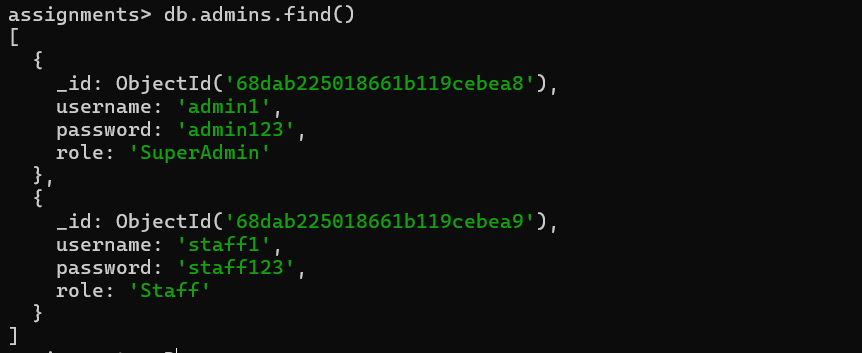 assignments> db.admins.find()
[
  {
    _id: ObjectId('68dab225018661b119cebea8'),
    username: 'admin1',
    password: 'admin123',
    role: 'SuperAdmin'
  },
  {
    _id: ObjectId('68dab225018661b119cebea9'),
    username: 'staff1',
    password: 'staff123',
    role: 'Staff'
  }
]